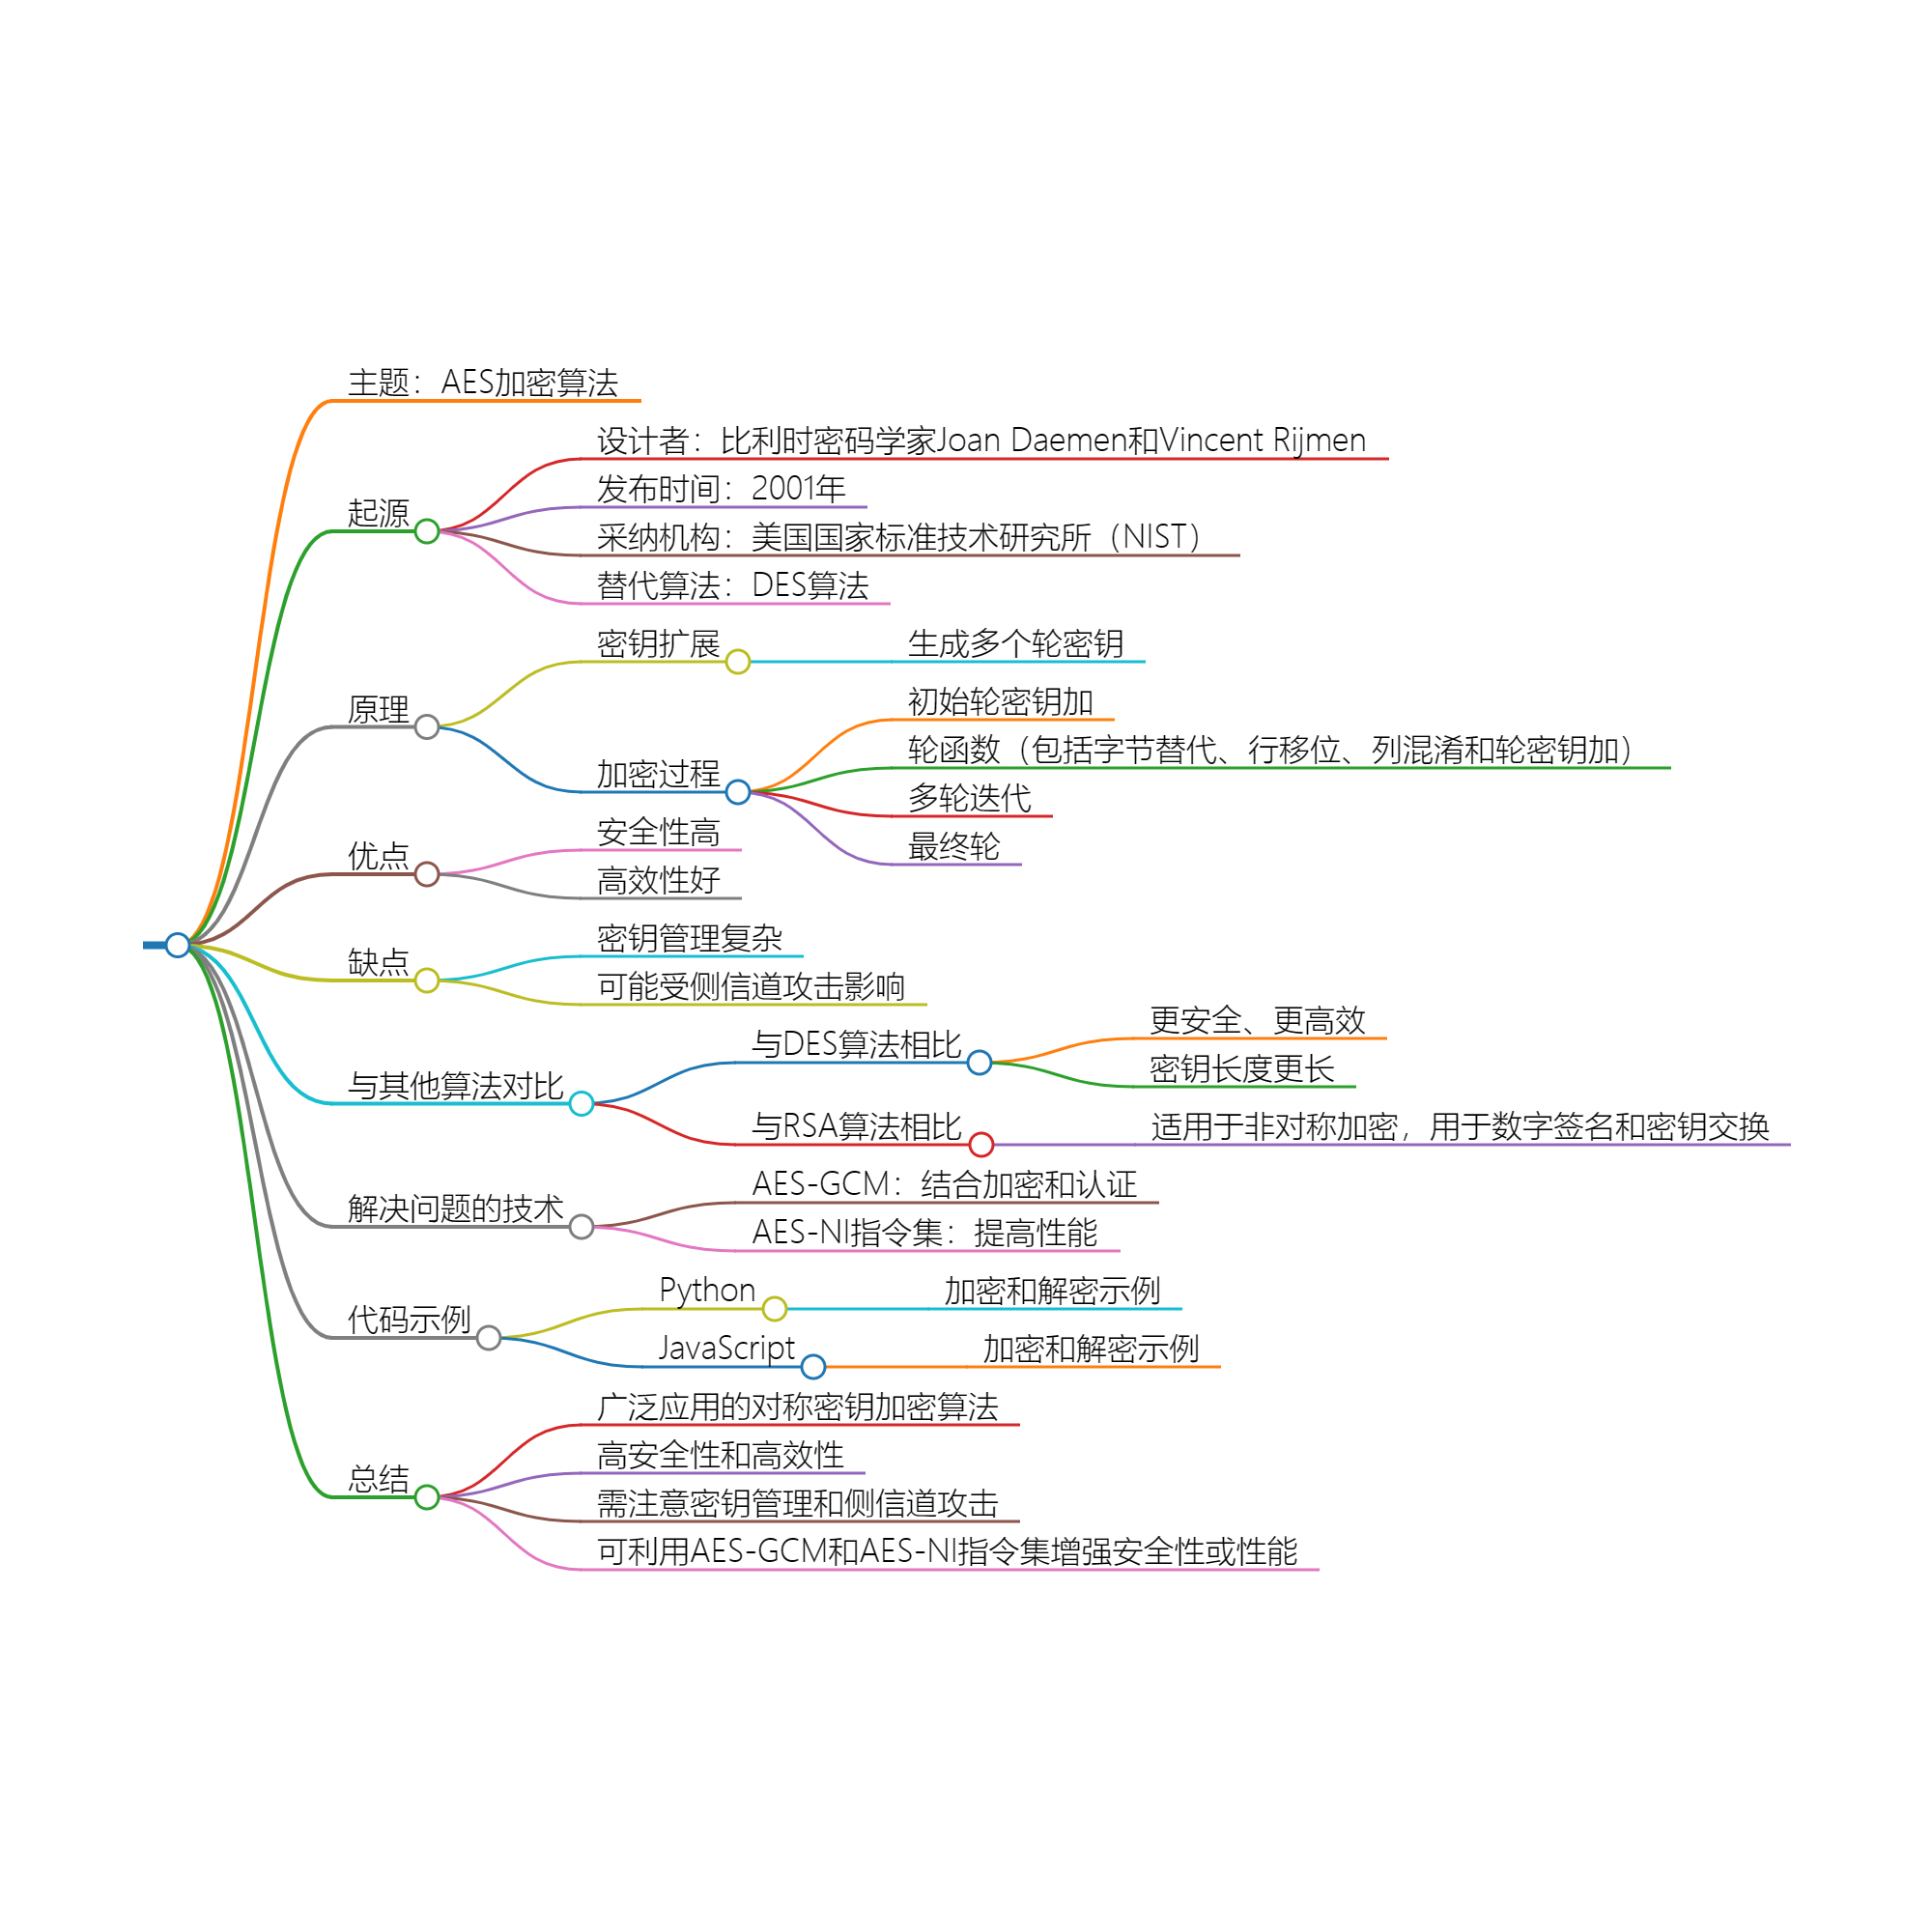 主题：AES加密算法
起源
设计者：比利时密码学家Joan Daemen和Vincent Rijmen
发布时间：2001年
采纳机构：美国国家标准技术研究所（NIST）
替代算法：DES算法
原理
密钥扩展
生成多个轮密钥
加密过程
初始轮密钥加
轮函数（包括字节替代、行移位、列混淆和轮密钥加）
多轮迭代
最终轮
优点
安全性高
高效性好
缺点
密钥管理复杂
可能受侧信道攻击影响
与其他算法对比
与DES算法相比
更安全、更高效
密钥长度更长
与RSA算法相比
适用于非对称加密，用于数字签名和密钥交换
解决问题的技术
AES-GCM：结合加密和认证
AES-NI指令集：提高性能
代码示例
Python
加密和解密示例
JavaScript
加密和解密示例
总结
广泛应用的对称密钥加密算法
高安全性和高效性
需注意密钥管理和侧信道攻击
可利用AES-GCM和AES-NI指令集增强安全性或性能